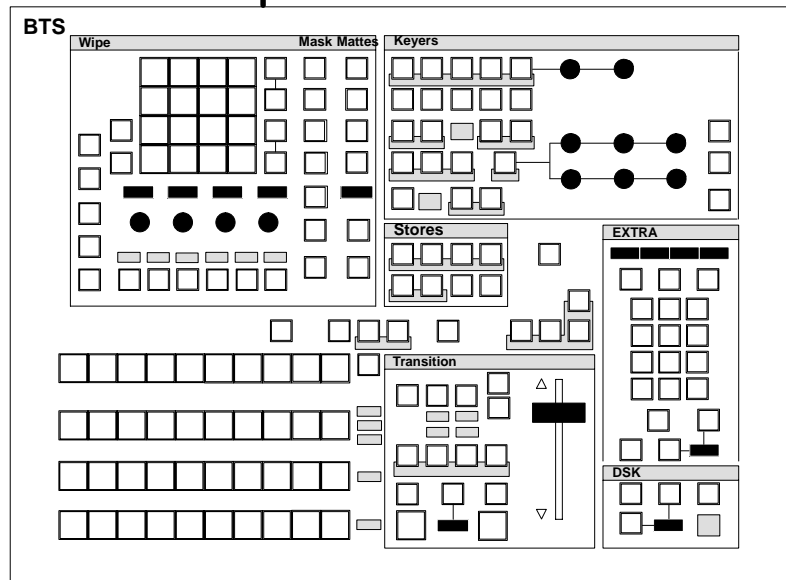 BTS
Wipe
Mask Mattes
Keyers
Stores
EXTRA
Transition
DSK